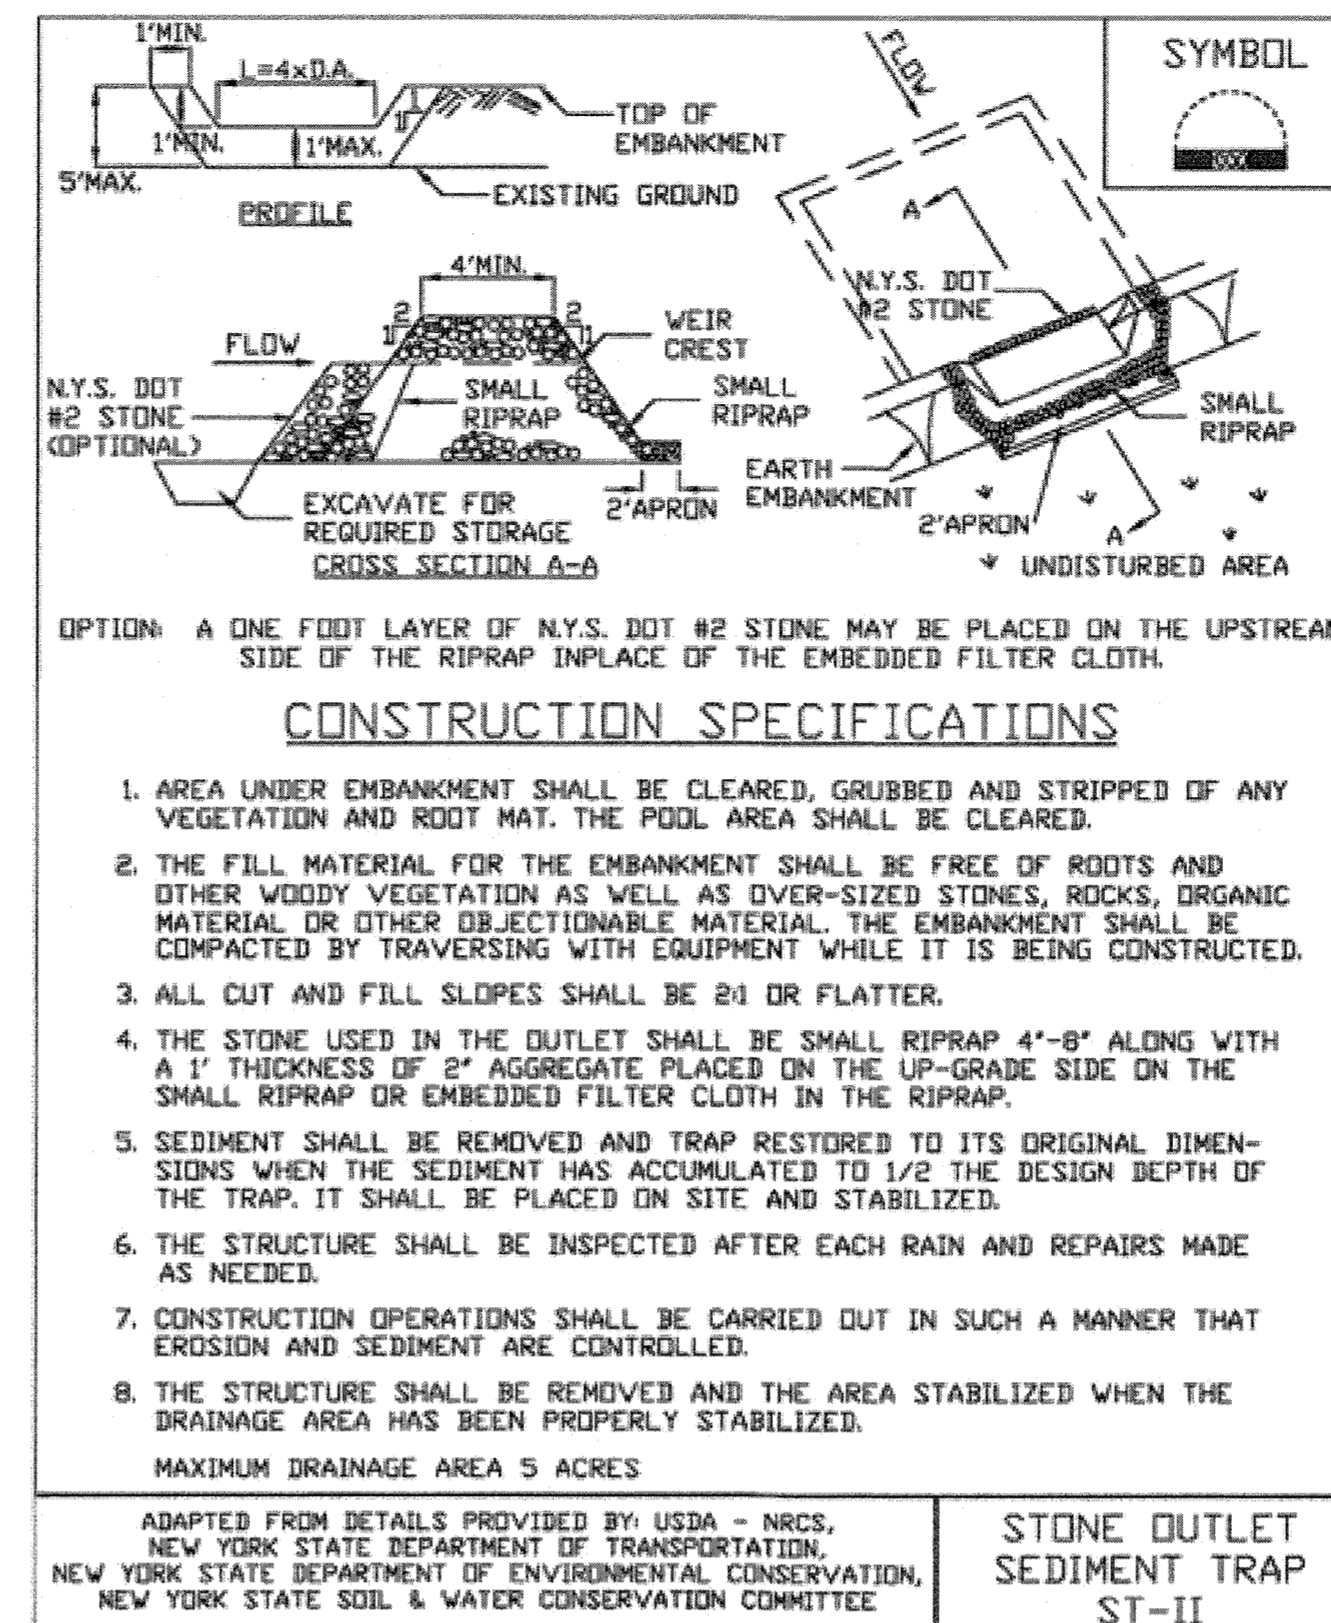 1'MIN.
L=4xD.A.
1'MIN.
1'MAX.
5'MAX.
1
1
TOP OF
EMBANKMENT
EXISTING GROUND
PROFILE
FLOW
SYMBOL
A
N.Y.S. DOT
#2 STONE
SMALL
RIPRAP
EARTH
EMBANKMENT
2'APRON
A
UNDISTURBED AREA
4'MIN.
2
1
2
1
FLOW
WEIR
CREST
N.Y.S. DOT
#2 STONE
(OPTIONAL)
SMALL
RIPRAP
SMALL
RIPRAP
EXCAVATE FOR
REQUIRED STORAGE
2'APRON
CROSS SECTION A-A
OPTION: A ONE FOOT LAYER OF N.Y.S. DOT #2 STONE MAY BE PLACED ON THE UPSTREAM
SIDE OF THE RIPRAP INPLACE OF THE EMBEDDED FILTER CLOTH.
CONSTRUCTION SPECIFICATIONS
1. AREA UNDER EMBANKMENT SHALL BE CLEARED, GRUBBED AND STRIPPED OF ANY
VEGETATION AND ROOT MAT. THE POOL AREA SHALL BE CLEARED.
2. THE FILL MATERIAL FOR THE EMBANKMENT SHALL BE FREE OF ROOTS AND
OTHER WOODY VEGETATION AS WELL AS OVER-SIZED STONES, ROCKS, ORGANIC
MATERIAL OR OTHER OBJECTIONABLE MATERIAL. THE EMBANKMENT SHALL BE
COMPACTED BY TRAVERSING WITH EQUIPMENT WHILE IT IS BEING CONSTRUCTED.
3. ALL CUT AND FILL SLOPES SHALL BE 2:1 OR FLATTER.
4. THE STONE USED IN THE OUTLET SHALL BE SMALL RIPRAP 4"-8" ALONG WITH
A 1' THICKNESS OF 2" AGGREGATE PLACED ON THE UP-GRADE SIDE ON THE
SMALL RIPRAP OR EMBEDDED FILTER CLOTH IN THE RIPRAP.
5. SEDIMENT SHALL BE REMOVED AND TRAP RESTORED TO ITS ORIGINAL DIMEN-
SIONS WHEN THE SEDIMENT HAS ACCUMULATED TO 1/2 THE DESIGN DEPTH OF
THE TRAP. IT SHALL BE PLACED ON SITE AND STABILIZED.
6. THE STRUCTURE SHALL BE INSPECTED AFTER EACH RAIN AND REPAIRS MADE
AS NEEDED.
7. CONSTRUCTION OPERATIONS SHALL BE CARRIED OUT IN SUCH A MANNER THAT
EROSION AND SEDIMENT ARE CONTROLLED.
8. THE STRUCTURE SHALL BE REMOVED AND THE AREA STABILIZED WHEN THE
DRAINAGE AREA HAS BEEN PROPERLY STABILIZED.
MAXIMUM DRAINAGE AREA 5 ACRES
ADAPTED FROM DETAILS PROVIDED BY: USDA - NRCS,
NEW YORK STATE DEPARTMENT OF TRANSPORTATION,
NEW YORK STATE DEPARTMENT OF ENVIRONMENTAL CONSERVATION,
NEW YORK STATE SOIL & WATER CONSERVATION COMMITTEE
STONE OUTLET
SEDIMENT TRAP
ST-II